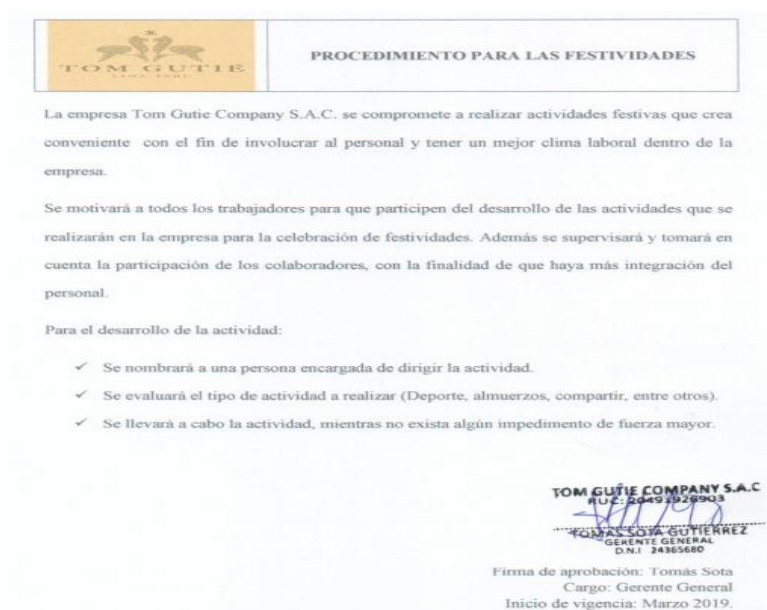 TOM GUTIÉ
LIMA - PERÚ
PROCEDIMIENTO PARA LAS FESTIVIDADES
La empresa Tom Gutie Company S.A.C. se compromete a realizar actividades festivas que crea
conveniente con el fin de involucrar al personal y tener un mejor clima laboral dentro de la
empresa.
Se motivará a todos los trabajadores para que participen del desarrollo de las actividades que se
realizarán en la empresa para la celebración de festividades. Además se supervisará y tomará en
cuenta la participación de los colaboradores, con la finalidad de que haya más integración del
personal.
Para el desarrollo de la actividad:
✓ Se nombrará a una persona encargada de dirigir la actividad.
✓ Se evaluará el tipo de actividad a realizar (Deporte, almuerzos, compartir, entre otros).
✓ Se llevará a cabo la actividad, mientras no exista algún impedimento de fuerza mayor.
TOM GUTIE COMPANY S.A.C
RUC: 20491928903
TOMAS SOTA GUTIERREZ
GERENTE GENERAL
D.N.I 24365680
Firma de aprobación: Tomás Sota
Cargo: Gerente General
Inicio de vigencia: Marzo 2019.